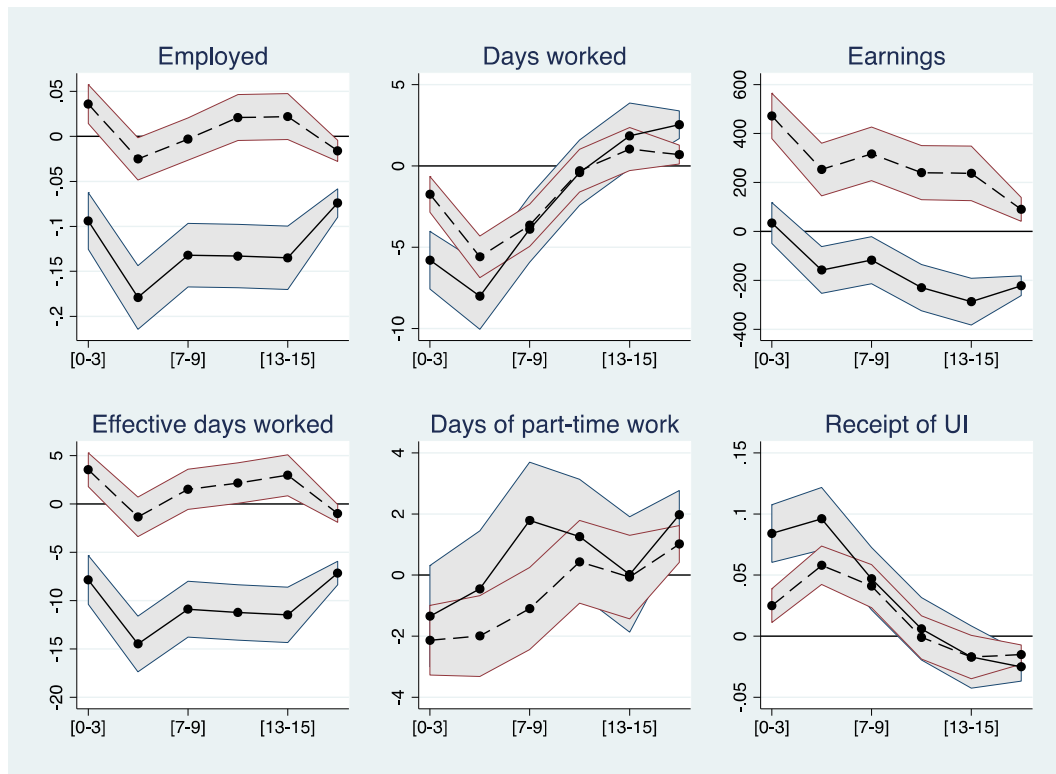 Employed
.05
0
-.05
-.1
-.15
-.2
[0-3] [7-9] [13-15]
Days worked
5
0
-5
-10
[0-3] [7-9] [13-15]
Earnings
600
400
200
0
-200
-400
[0-3] [7-9] [13-15]
Effective days worked
5
0
-5
-10
-15
-20
[0-3] [7-9] [13-15]
Days of part-time work
4
2
0
-2
-4
[0-3] [7-9] [13-15]
Receipt of UI
.15
.1
.05
0
-.05
[0-3] [7-9] [13-15]